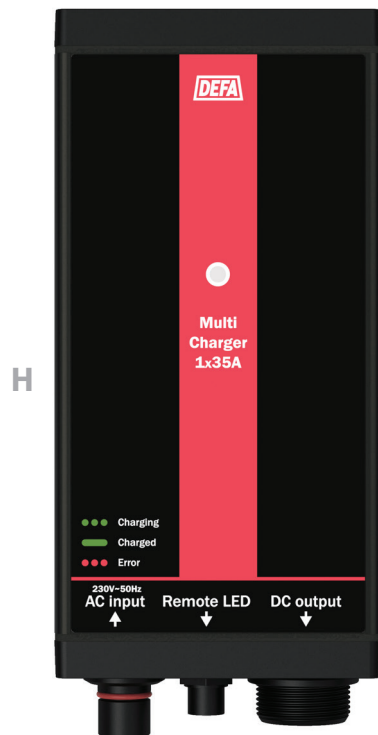 DEFA
Multi
Charger
1x35A
H
Charging
Charged
Error
230V~50Hz
AC input Remote LED DC output